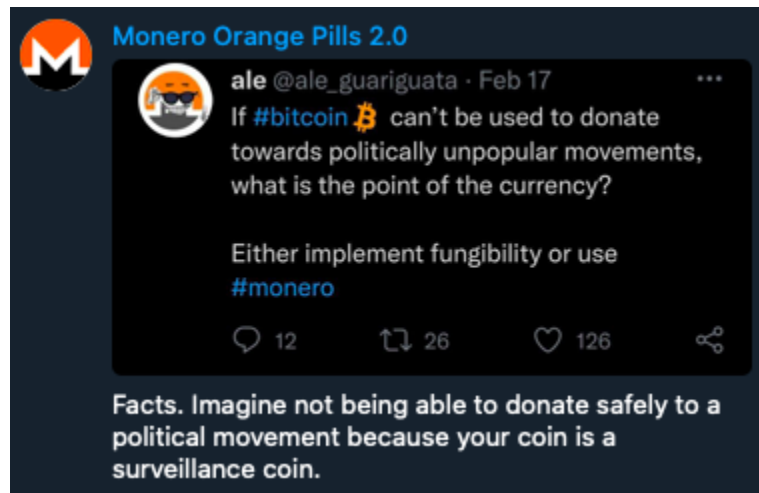 Monero Orange Pills 2.0
ale @ale_guariguata · Feb 17
If #bitcoin can't be used to donate
towards politically unpopular movements,
what is the point of the currency?
Either implement fungibility or use
#monero
12 26 126
Facts. Imagine not being able to donate safely to a
political movement because your coin is a
surveillance coin.